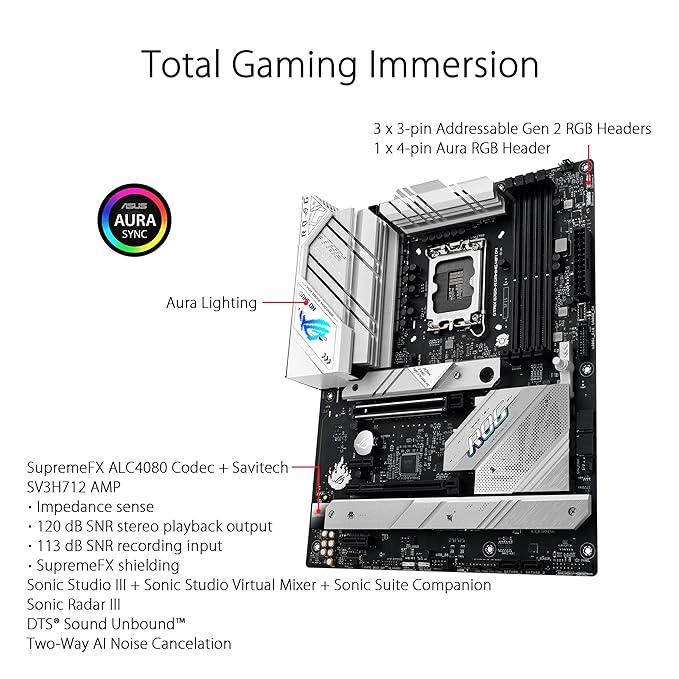 Total Gaming Immersion
3 x 3-pin Addressable Gen 2 RGB Headers
1 x 4-pin Aura RGB Header
ASUS
AURA
SYNC
Aura Lighting
ROG
SupremeFX ALC4080 Codec + Savitech
SV3H712 AMP
· Impedance sense
· 120 dB SNR stereo playback output
· 113 dB SNR recording input
· SupremeFX shielding
Sonic Studio III + Sonic Studio Virtual Mixer + Sonic Suite Companion
Sonic Radar III
DTS® Sound Unbound™
Two-Way AI Noise Cancelation